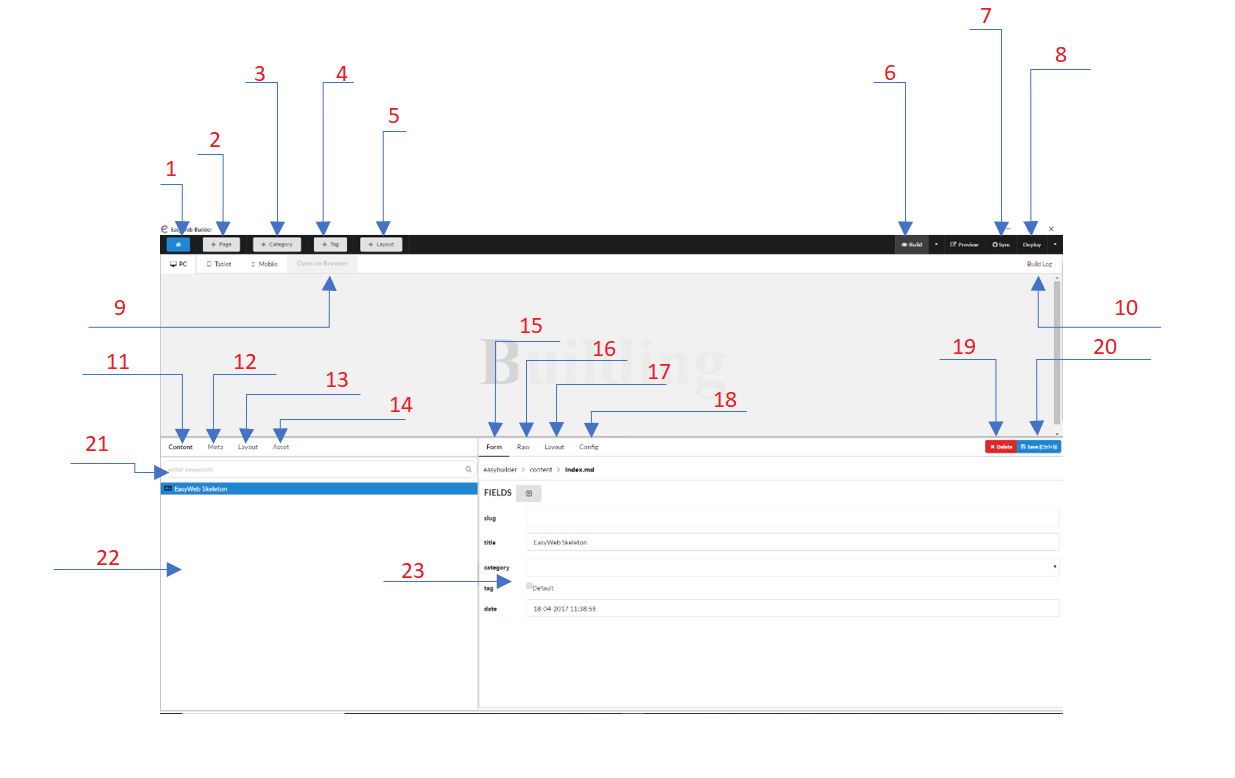 7
8
3
4
6
5
2
1
EasyWeb Builder
+ Page
+ Category
+ Tag
+ Layout
Build
Preview
Sync
Deploy
PC
Tablet
Mobile
Open on Browser
Build Log
9
10
15
16
19
20
11
12
13
17
14
18
Building
21
Content
Meta
Layout
Asset
Form
Raw
Layout
Config
Delete
Save [Ctrl+S]
enter keywords
easybuilder > content > index.md
EasyWeb Skeleton
FIELDS
slug
title
EasyWeb Skeleton
22
23
category
tag
Default
date
18-04-2017 11:38:58